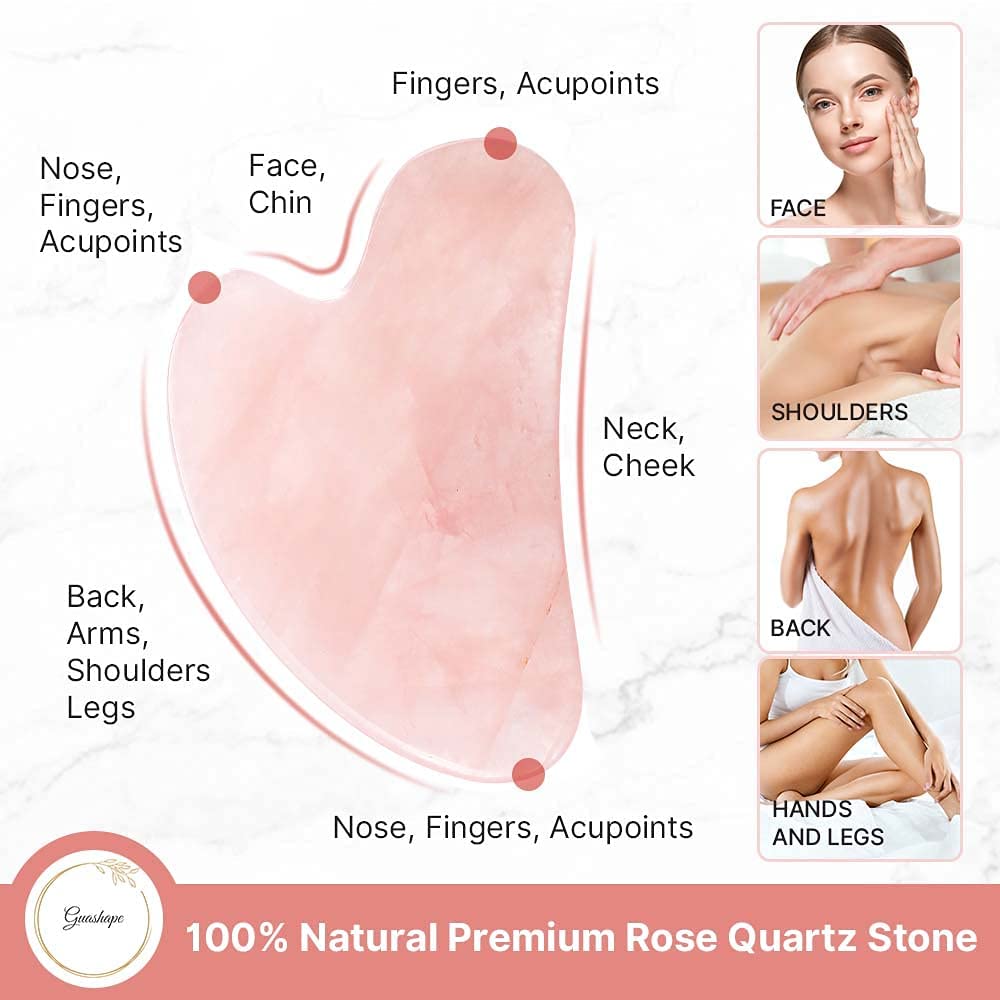 Fingers, Acupoints
Nose,
Fingers,
Acupoints
Face,
Chin
Neck,
Cheek
Back,
Arms,
Shoulders
Legs
Nose, Fingers, Acupoints
FACE
SHOULDERS
BACK
HANDS
AND LEGS
Guashape
100% Natural Premium Rose Quartz Stone